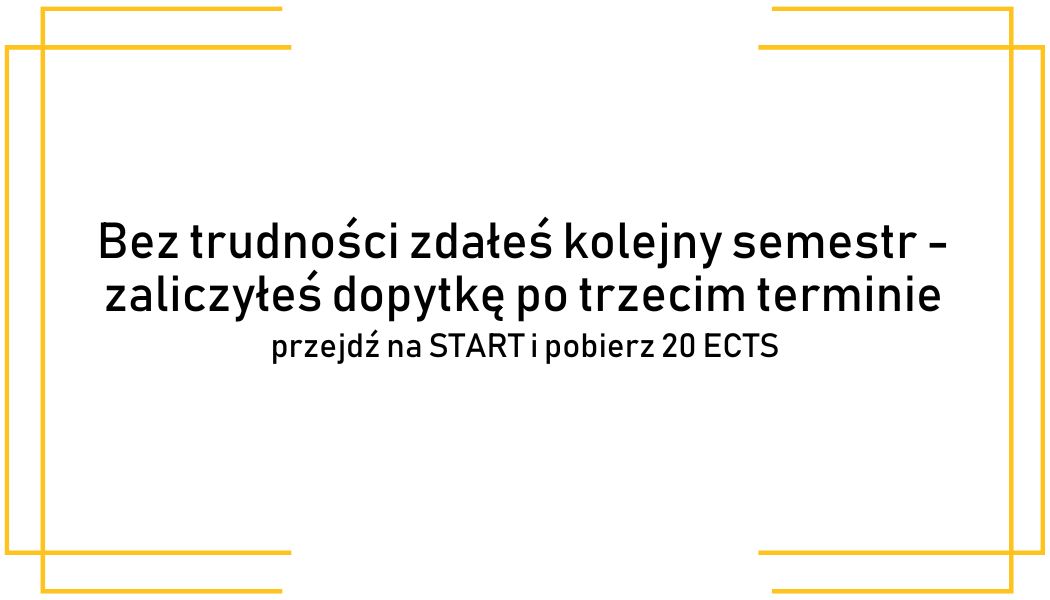 Bez trudności zdałeś kolejny semestr -
zaliczyłeś dopytkę po trzecim terminie
przejdź na START i pobierz 20 ECTS